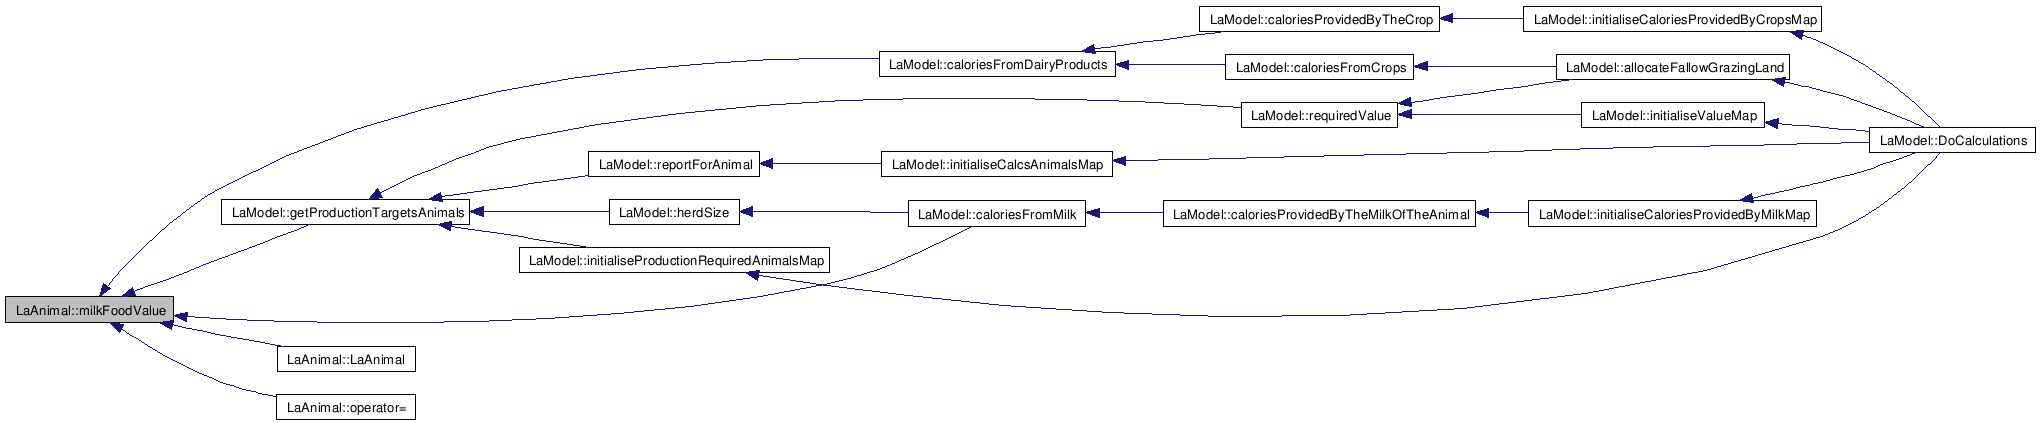 LaModel::caloriesProvidedByTheCrop
LaModel::initialiseCaloriesProvidedByCropsMap
LaModel::caloriesFromDairyProducts
LaModel::caloriesFromCrops
LaModel::allocateFallowGrazingLand
LaModel::requiredValue
LaModel::initialiseValueMap
LaModel::DoCalculations
LaModel::reportForAnimal
LaModel::initialiseCalcsAnimalsMap
LaModel::getProductionTargetsAnimals
LaModel::herdSize
LaModel::caloriesFromMilk
LaModel::caloriesProvidedByTheMilkOfTheAnimal
LaModel::initialiseCaloriesProvidedByMilkMap
LaModel::initialiseProductionRequiredAnimalsMap
LaAnimal::milkFoodValue
LaAnimal::LaAnimal
LaAnimal::operator=